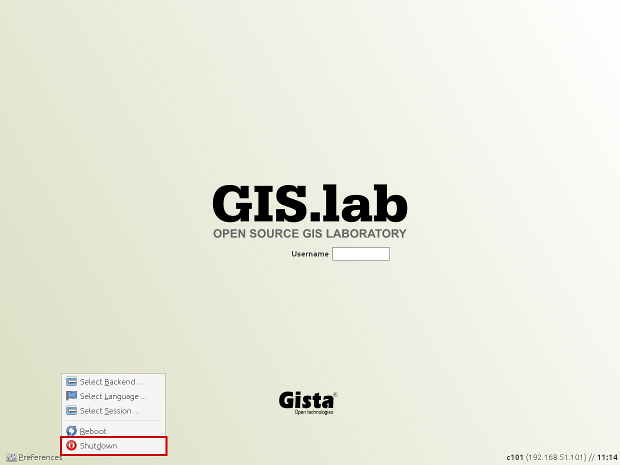 GIS.lab
OPEN SOURCE GIS LABORATORY
Username
Select Backend ...
Select Language ...
Select Session ...
Reboot
Shutdown
Gista®
Open technologies
Preferences
c101 (192.168.51.101) // 11:14